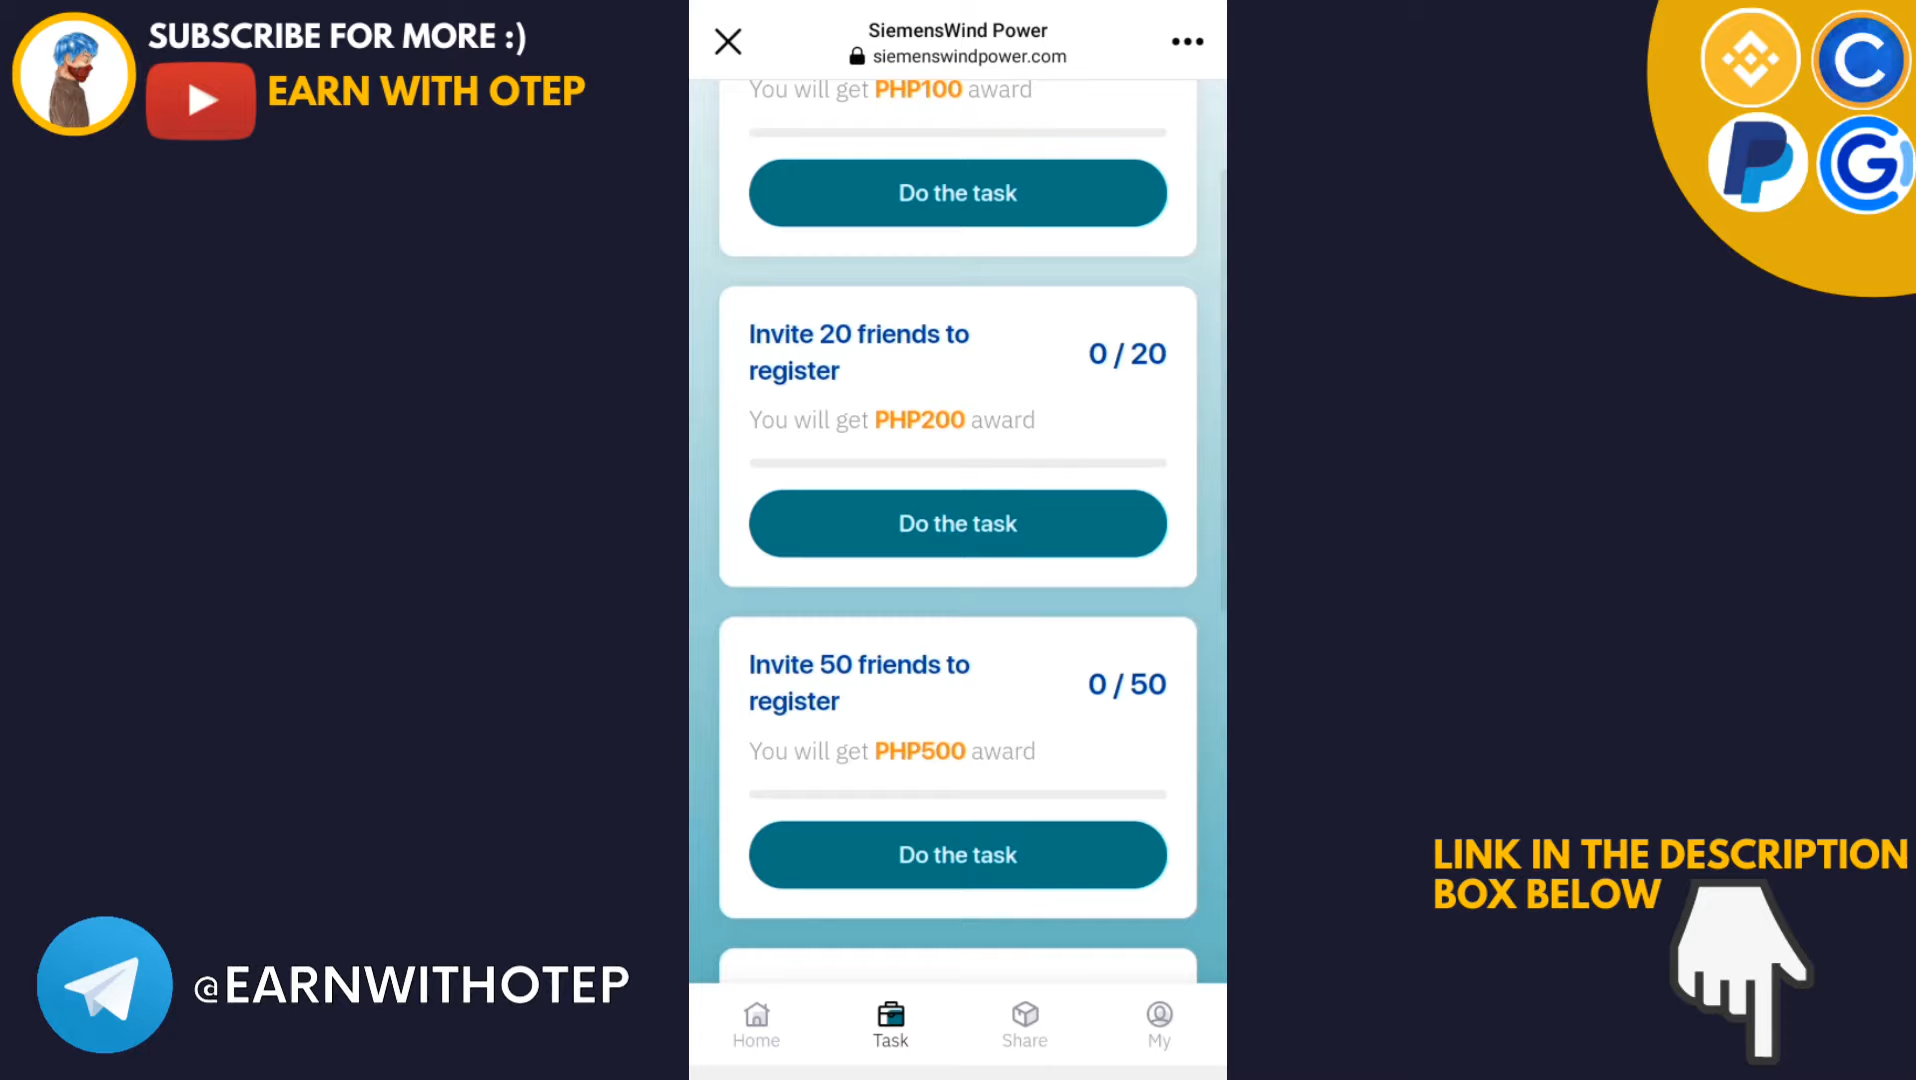 SUBSCRIBE FOR MORE :)
EARN WITH OTEP
SiemensWind Power
siemenswindpower.com
You will get PHP100 award
Do the task
Invite 20 friends to
register
0 / 20
You will get PHP200 award
Do the task
Invite 50 friends to
register
0 / 50
You will get PHP500 award
Do the task
Home
Task
Share
My
@EARNWITHOTEP
LINK IN THE DESCRIPTION
BOX BELOW